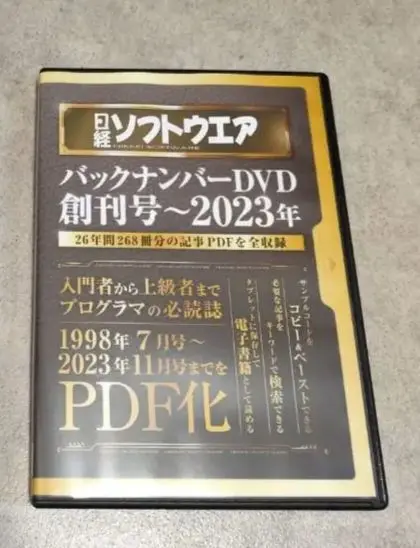 日経ソフトウエア
バックナンバーDVD
創刊号～2023年
26年間268冊分の記事PDFを全収録
入門者から上級者まで
プログラマの必読誌
1998年 7月号～
2023年11月号までを
PDF化
サンプルコードを
コピー&ペーストできる
必要な記事を
キーワードで検索できる
タブレットに保存して
電子書籍として読める